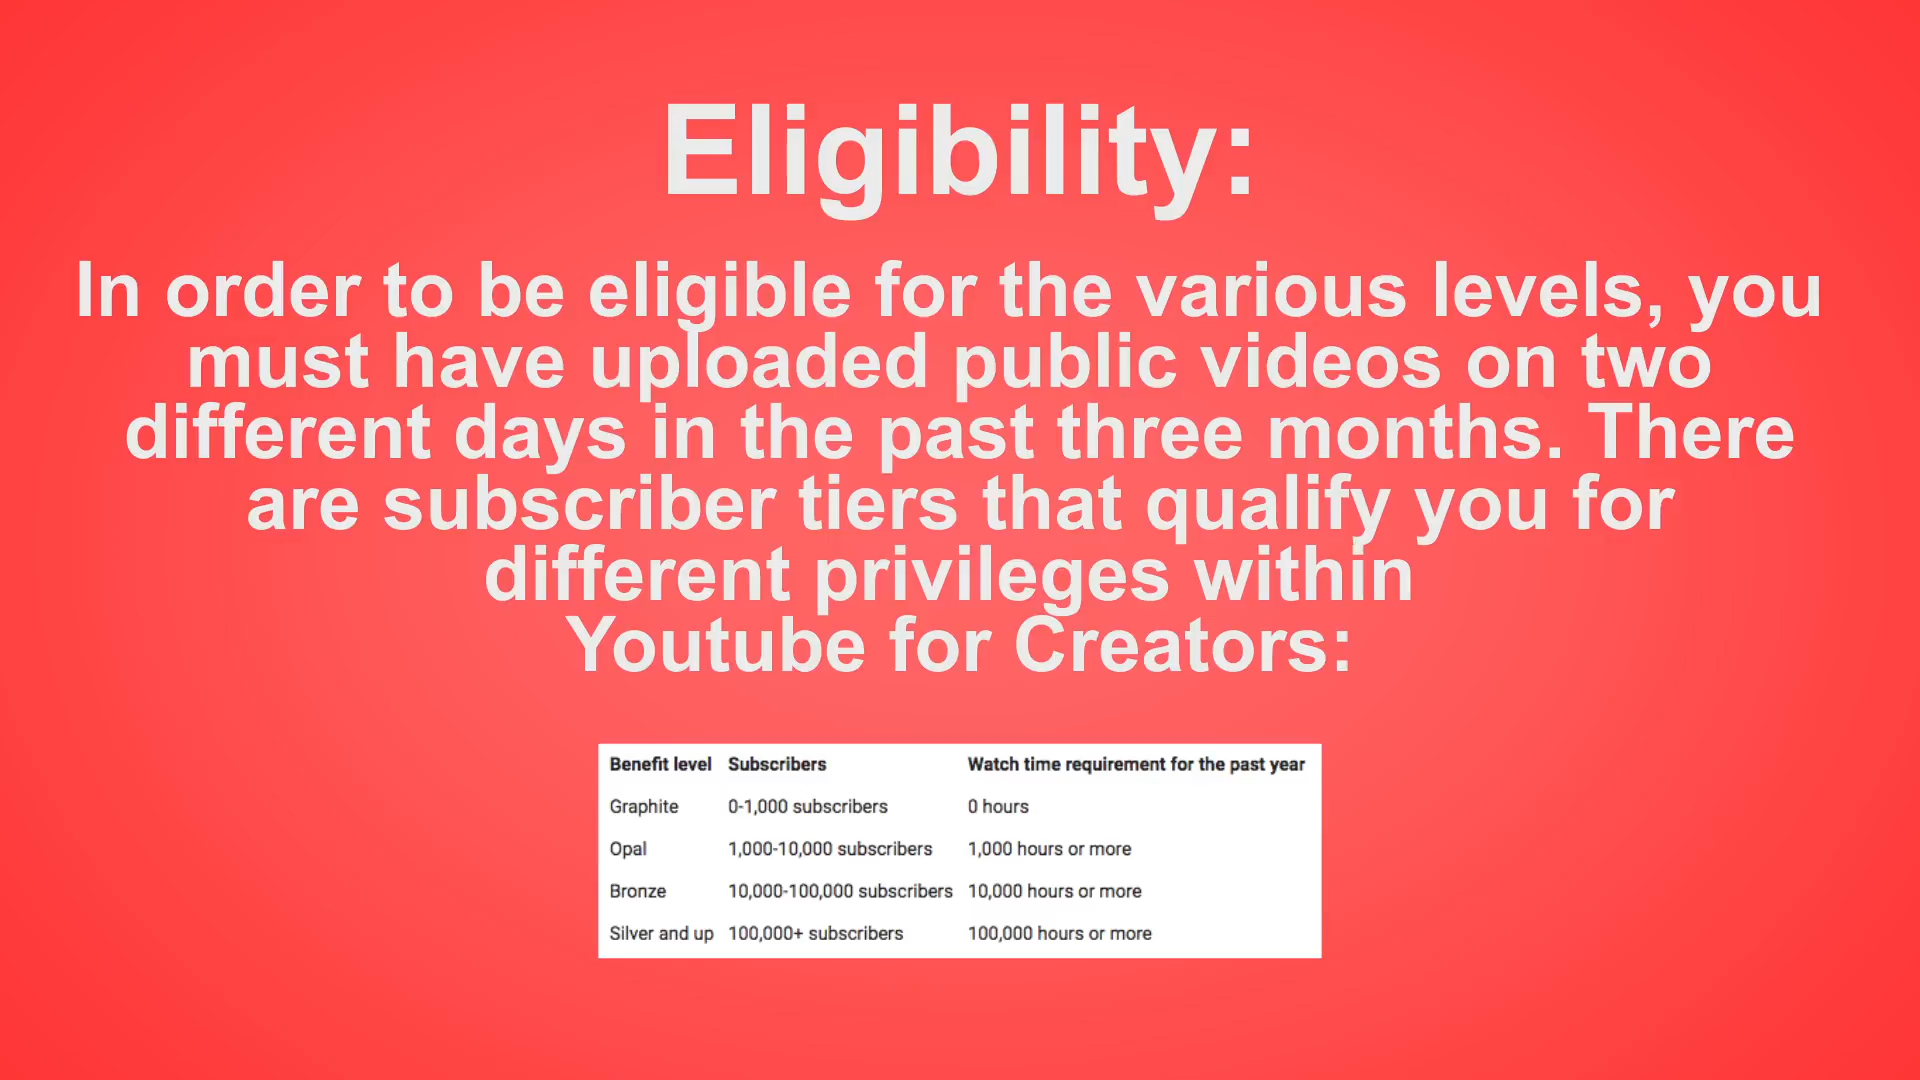 Eligibility:
In order to be eligible for the various levels, you
must have uploaded public videos on two
different days in the past three months. There
are subscriber tiers that qualify you for
different privileges within
Youtube for Creators:
Benefit level Subscribers Watch time requirement for the past year
Graphite 0-1,000 subscribers 0 hours
Opal 1,000-10,000 subscribers 1,000 hours or more
Bronze 10,000-100,000 subscribers 10,000 hours or more
Silver and up 100,000+ subscribers 100,000 hours or more